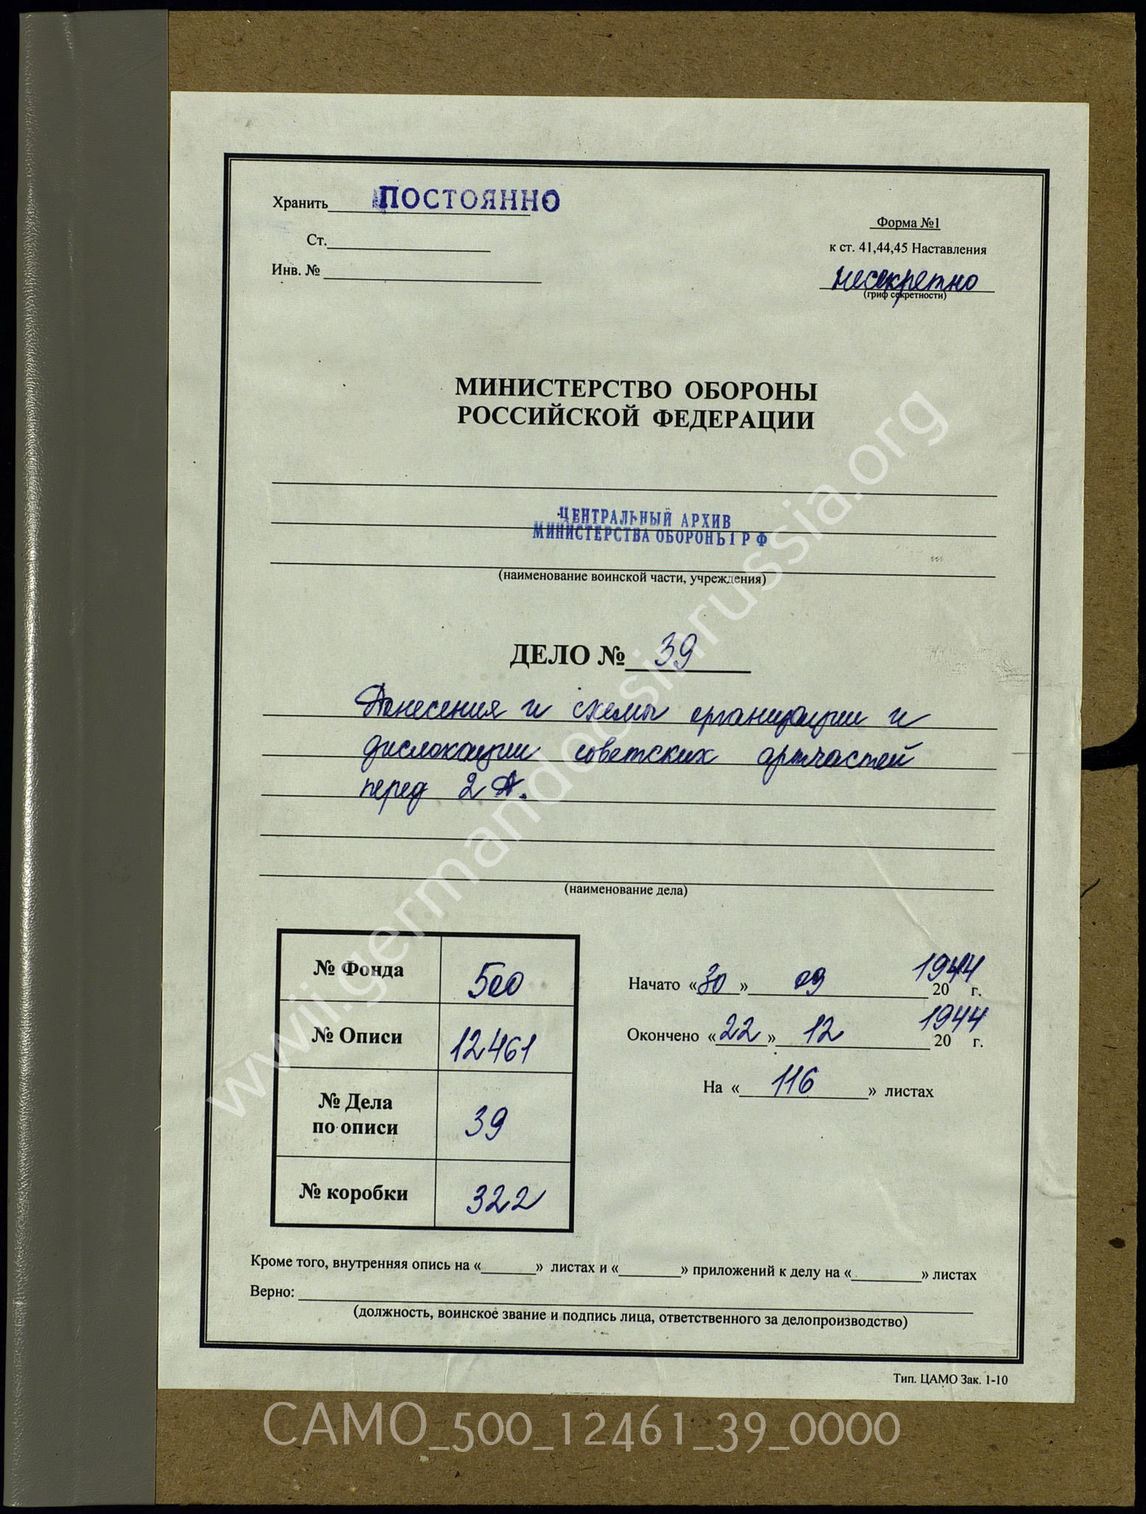 Хранить ПОСТОЯННО
Ст.
Инв. №
Форма №1
к ст. 41,44,45 Наставления
несекретно
(гриф секретности)
МИНИСТЕРСТВО ОБОРОНЫ
РОССИЙСКОЙ ФЕДЕРАЦИИ
ЦЕНТРАЛЬНЫЙ АРХИВ
МИНИСТЕРСТВА ОБОРОНЫ РФ
(наименование воинской части, учреждения)
ДЕЛО № 39
Донесения и схемы организации и
дислокации советских артчастей
перед 2 А.
(наименование дела)
№ Фонда 500
№ Описи 12461
№ Дела
по описи 39
№ коробки 322
Начато «30» 09 1944 20 г.
Окончено «22» 12 1944 20 г.
На «116» листах
Кроме того, внутренняя опись на « » листах и « » приложений к делу на « » листах
Верно:
(должность, воинское звание и подпись лица, ответственного за делопроизводство)
Тип. ЦАМО Зак. 1-10
CAMO_500_12461_39_0000
www.wwii.germandocsinrussia.org